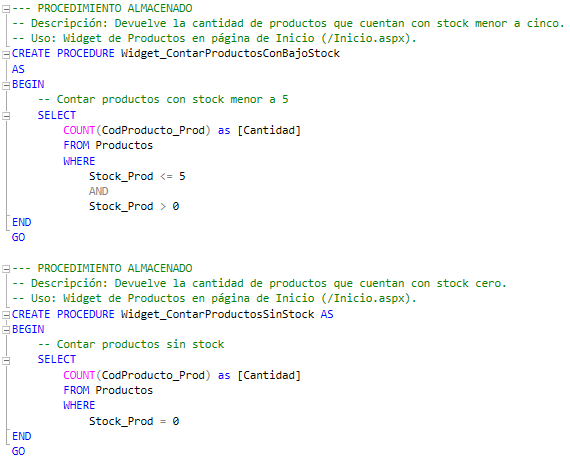 --- PROCEDIMIENTO ALMACENADO
-- Descripción: Devuelve la cantidad de productos que cuentan con stock menor a cinco.
-- Uso: Widget de Productos en página de Inicio (/Inicio.aspx).
CREATE PROCEDURE Widget_ContarProductosConBajoStock
AS
BEGIN
    -- Contar productos con stock menor a 5
    SELECT
        COUNT(CodProducto_Prod) as [Cantidad]
        FROM Productos
        WHERE
            Stock_Prod <= 5
            AND
            Stock_Prod > 0
END
GO

--- PROCEDIMIENTO ALMACENADO
-- Descripción: Devuelve la cantidad de productos que cuentan con stock cero.
-- Uso: Widget de Productos en página de Inicio (/Inicio.aspx).
CREATE PROCEDURE Widget_ContarProductosSinStock AS
BEGIN
    -- Contar productos sin stock
    SELECT
        COUNT(CodProducto_Prod) as [Cantidad]
        FROM Productos
        WHERE
            Stock_Prod = 0
END
GO